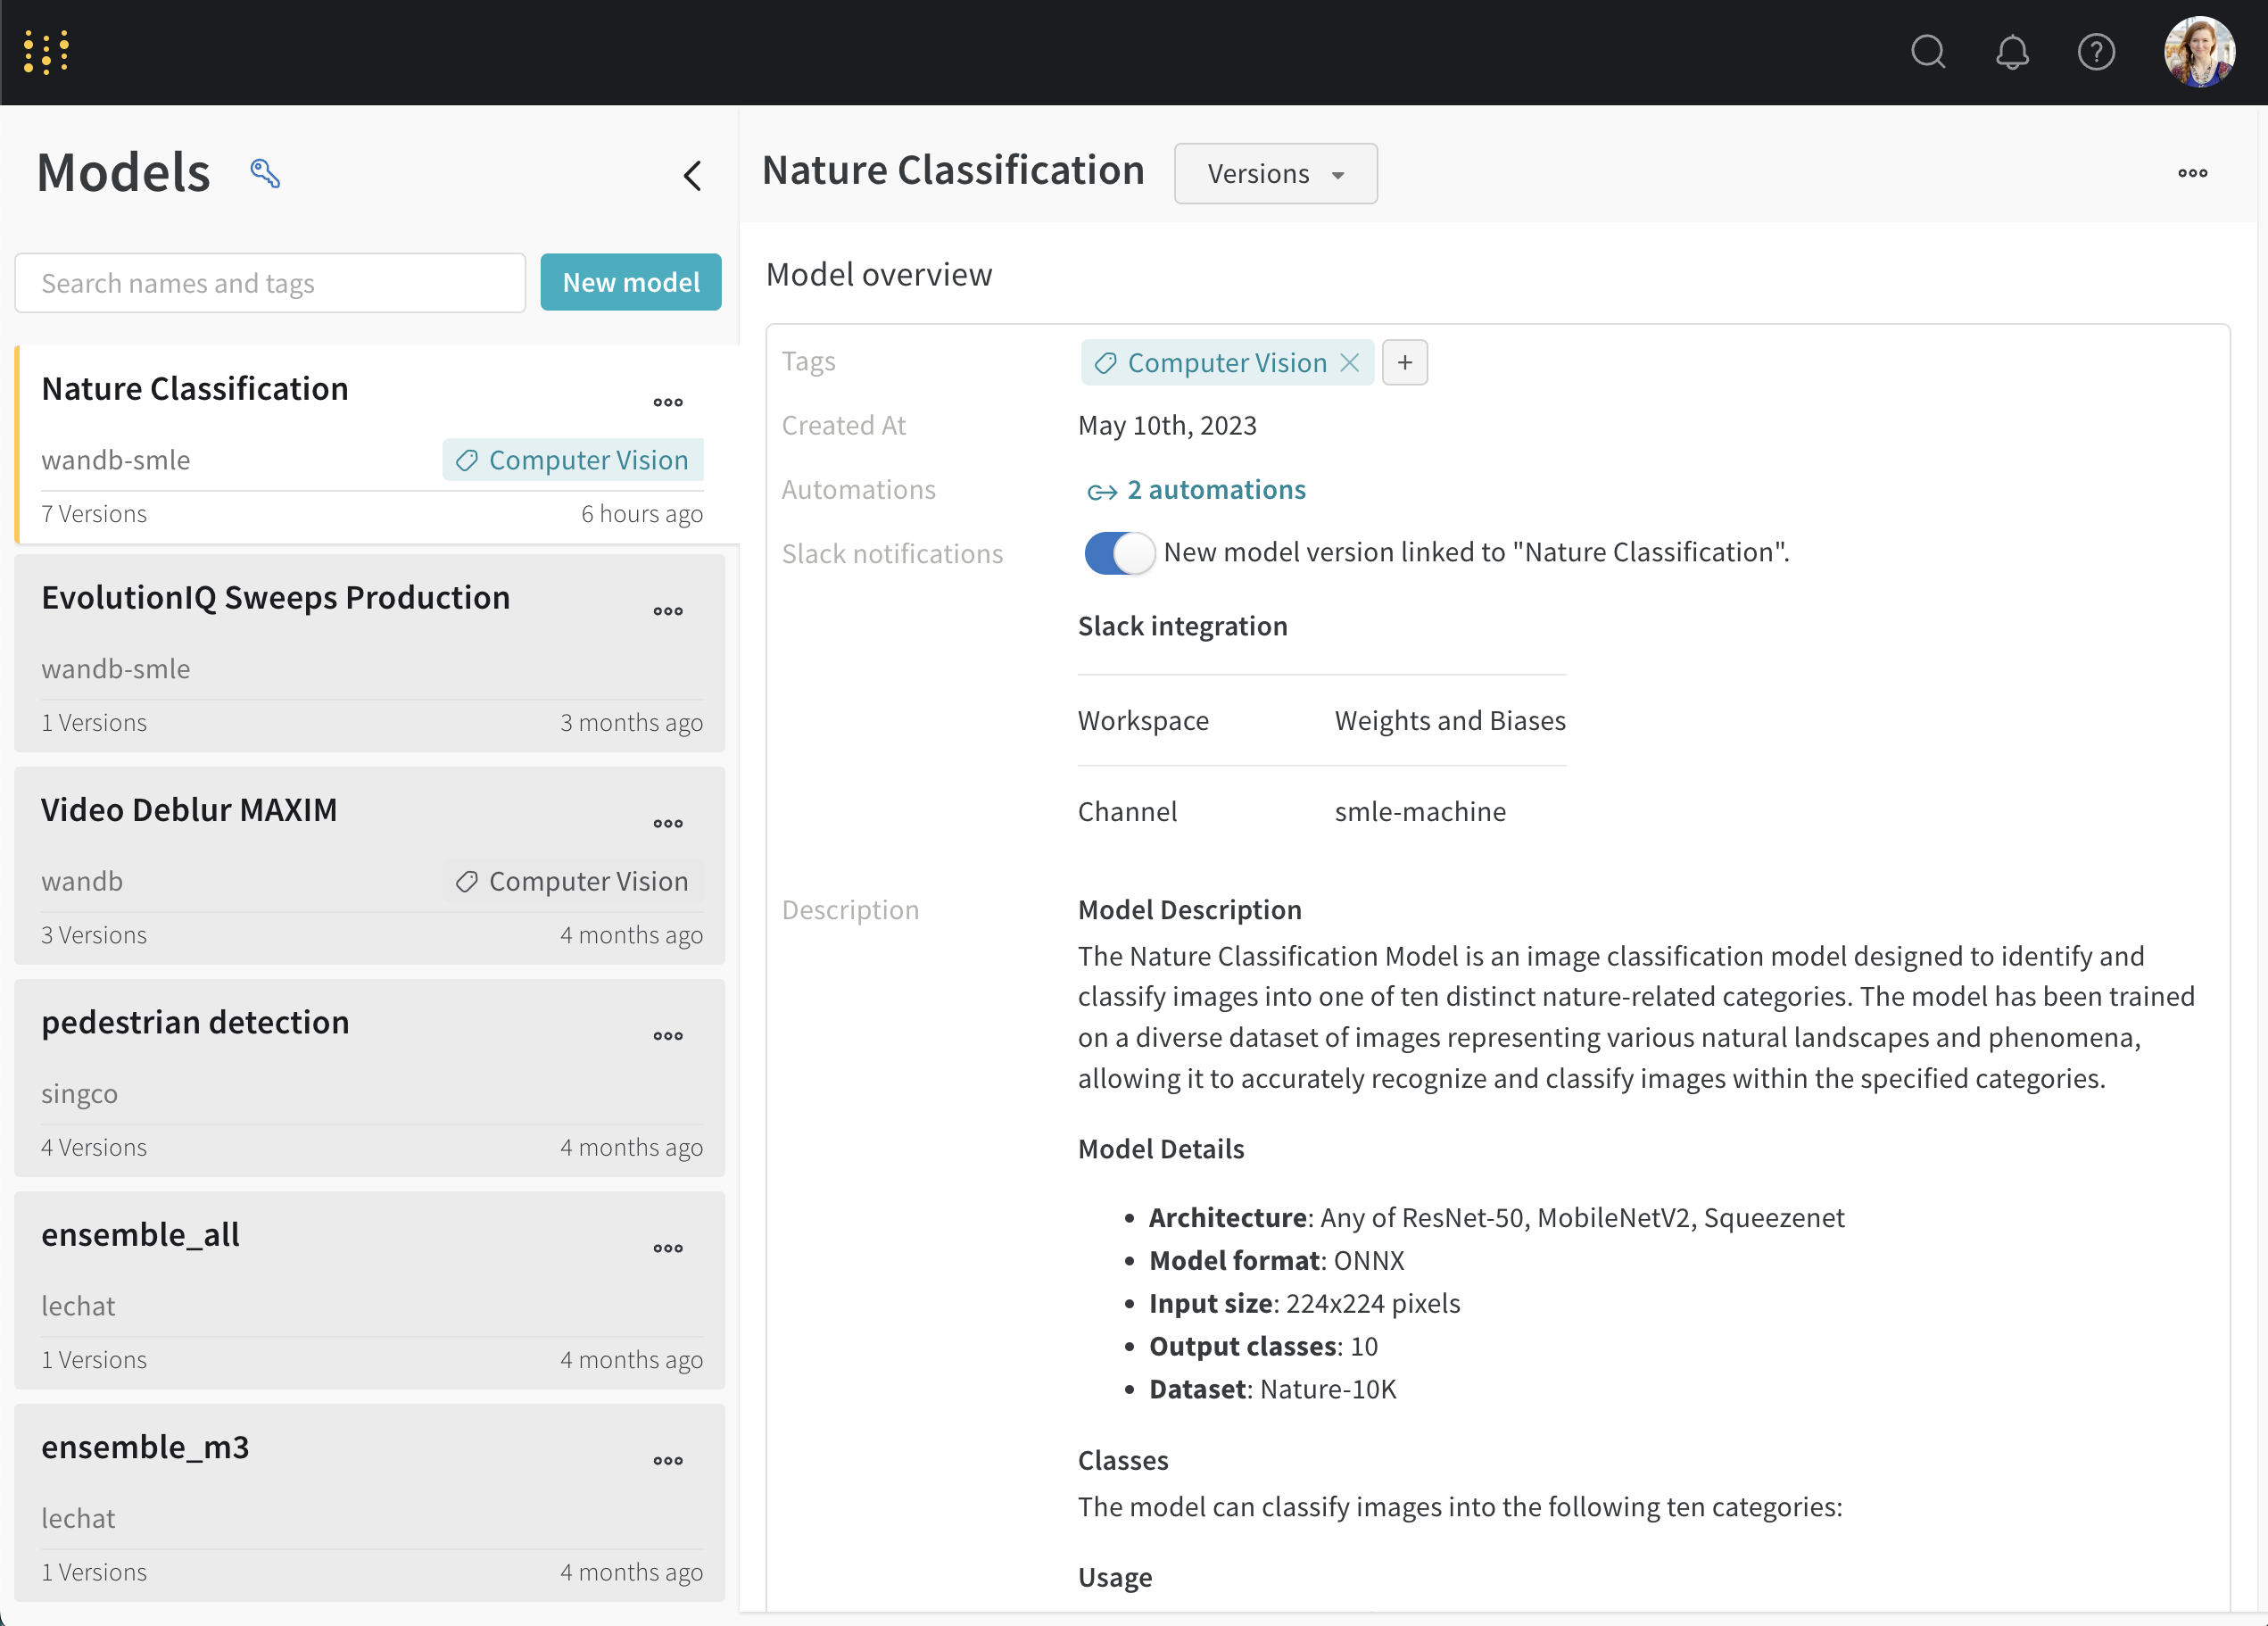 Models
Search names and tags
New model
Nature Classification
wandb-smle
Computer Vision
7 Versions
6 hours ago
EvolutionIQ Sweeps Production
wandb-smle
1 Versions
3 months ago
Video Deblur MAXIM
wandb
Computer Vision
3 Versions
4 months ago
pedestrian detection
singco
4 Versions
4 months ago
ensemble_all
lechat
1 Versions
4 months ago
ensemble_m3
lechat
1 Versions
4 months ago
Nature Classification
Versions
Model overview
Tags
Computer Vision
+
Created At
May 10th, 2023
Automations
2 automations
Slack notifications
New model version linked to "Nature Classification".
Slack integration
Workspace
Weights and Biases
Channel
smle-machine
Description
Model Description
The Nature Classification Model is an image classification model designed to identify and
classify images into one of ten distinct nature-related categories. The model has been trained
on a diverse dataset of images representing various natural landscapes and phenomena,
allowing it to accurately recognize and classify images within the specified categories.
Model Details
• Architecture: Any of ResNet-50, MobileNetV2, Squeezenet
• Model format: ONNX
• Input size: 224x224 pixels
• Output classes: 10
• Dataset: Nature-10K
Classes
The model can classify images into the following ten categories:
Usage